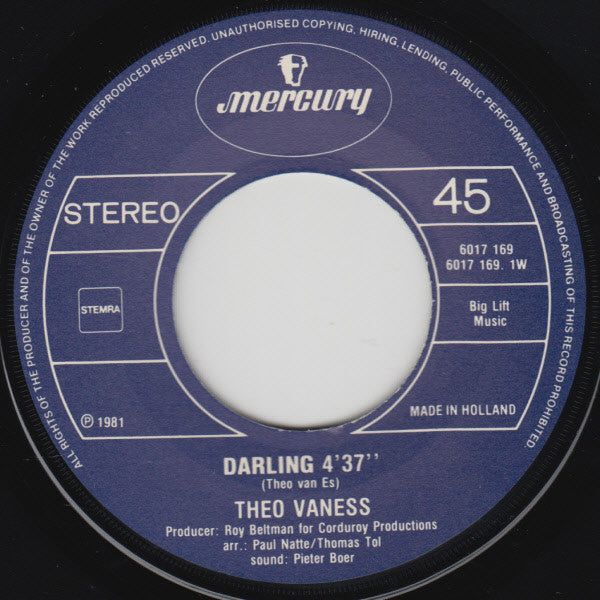 ALL RIGHTS OF THE PRODUCER AND OF THE OWNER OF THE WORK REPRODUCED RESERVED. UNAUTHORISED COPYING, HIRING, LENDING, PUBLIC PERFORMANCE AND BROADCASTING OF THIS RECORD PROHIBITED.
mercury
STEREO
45
6017 169
6017 169. 1W
STEMRA
Big Lift
Music
℗ 1981
MADE IN HOLLAND
DARLING 4'37''
(Theo van Es)
THEO VANESS
Producer: Roy Beltman for Corduroy Productions
arr.: Paul Natte/Thomas Tol
sound: Pieter Boer